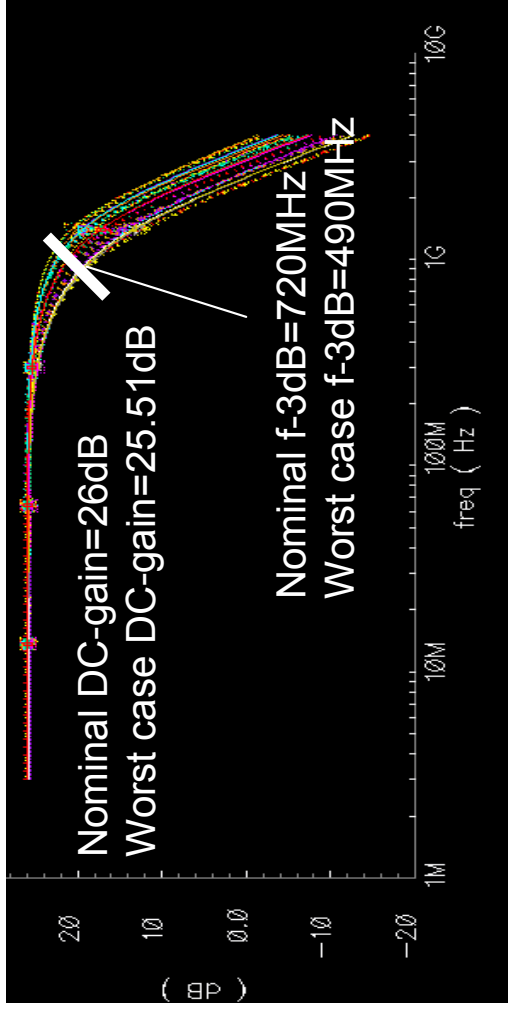 Nominal DC-gain=26dB
Worst case DC-gain=25.51dB
Nominal f-3dB=720MHz
Worst case f-3dB=490MHz
( dB )
20
10
0.0
-10
-20
1M
10M
100M
1G
10G
freq ( Hz )